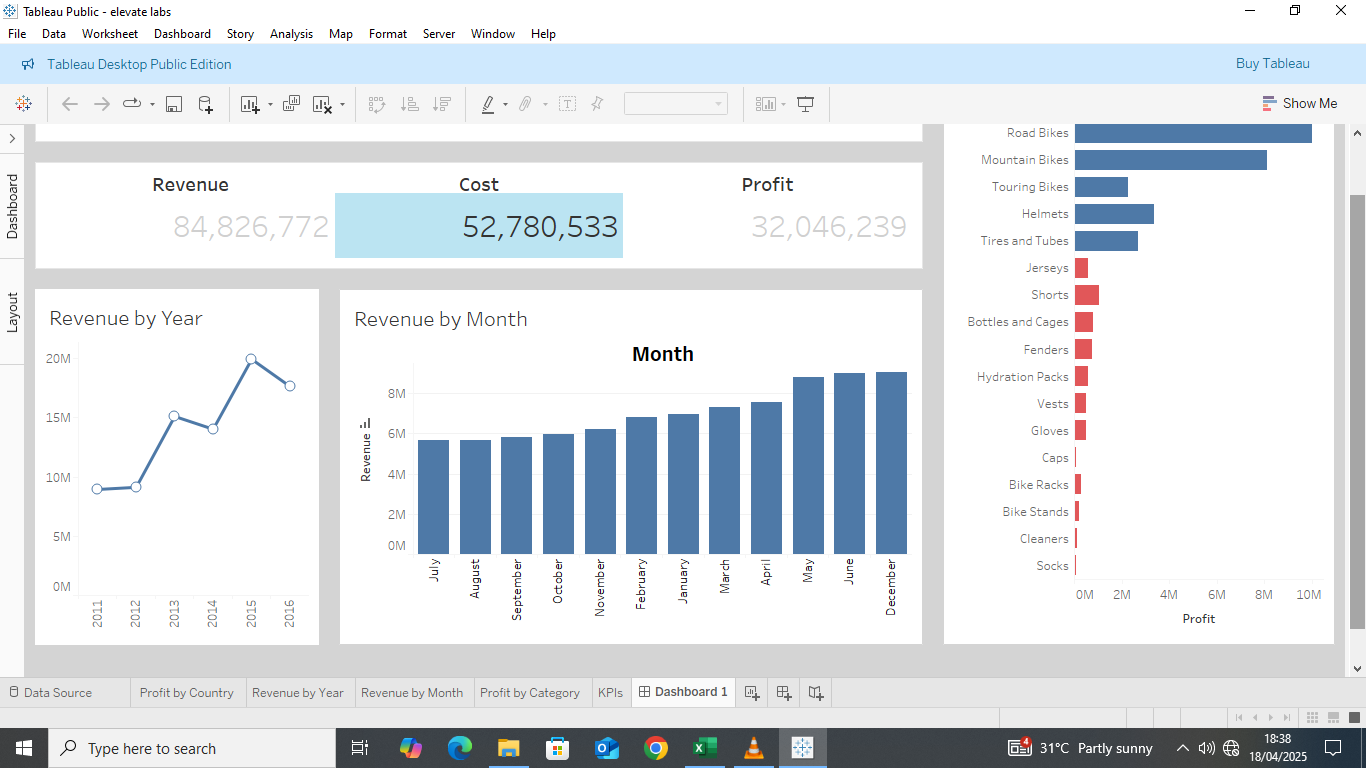 Tableau Public - elevate labs
File Data Worksheet Dashboard Story Analysis Map Format Server Window Help
Tableau Desktop Public Edition
Buy Tableau
Show Me
Dashboard
Layout
Revenue Cost Profit
84,826,772 52,780,533 32,046,239
Revenue by Year
20M
15M
10M
5M
0M
2011 2012 2013 2014 2015 2016
Revenue by Month
Month
Revenue
8M
6M
4M
2M
0M
July August September October November February January March April May June December
Road Bikes
Mountain Bikes
Touring Bikes
Helmets
Tires and Tubes
Jerseys
Shorts
Bottles and Cages
Fenders
Hydration Packs
Vests
Gloves
Caps
Bike Racks
Bike Stands
Cleaners
Socks
0M 2M 4M 6M 8M 10M
Profit
Data Source Profit by Country Revenue by Year Revenue by Month Profit by Category KPIs Dashboard 1
Type here to search
4
31°C Partly sunny
18:38
18/04/2025